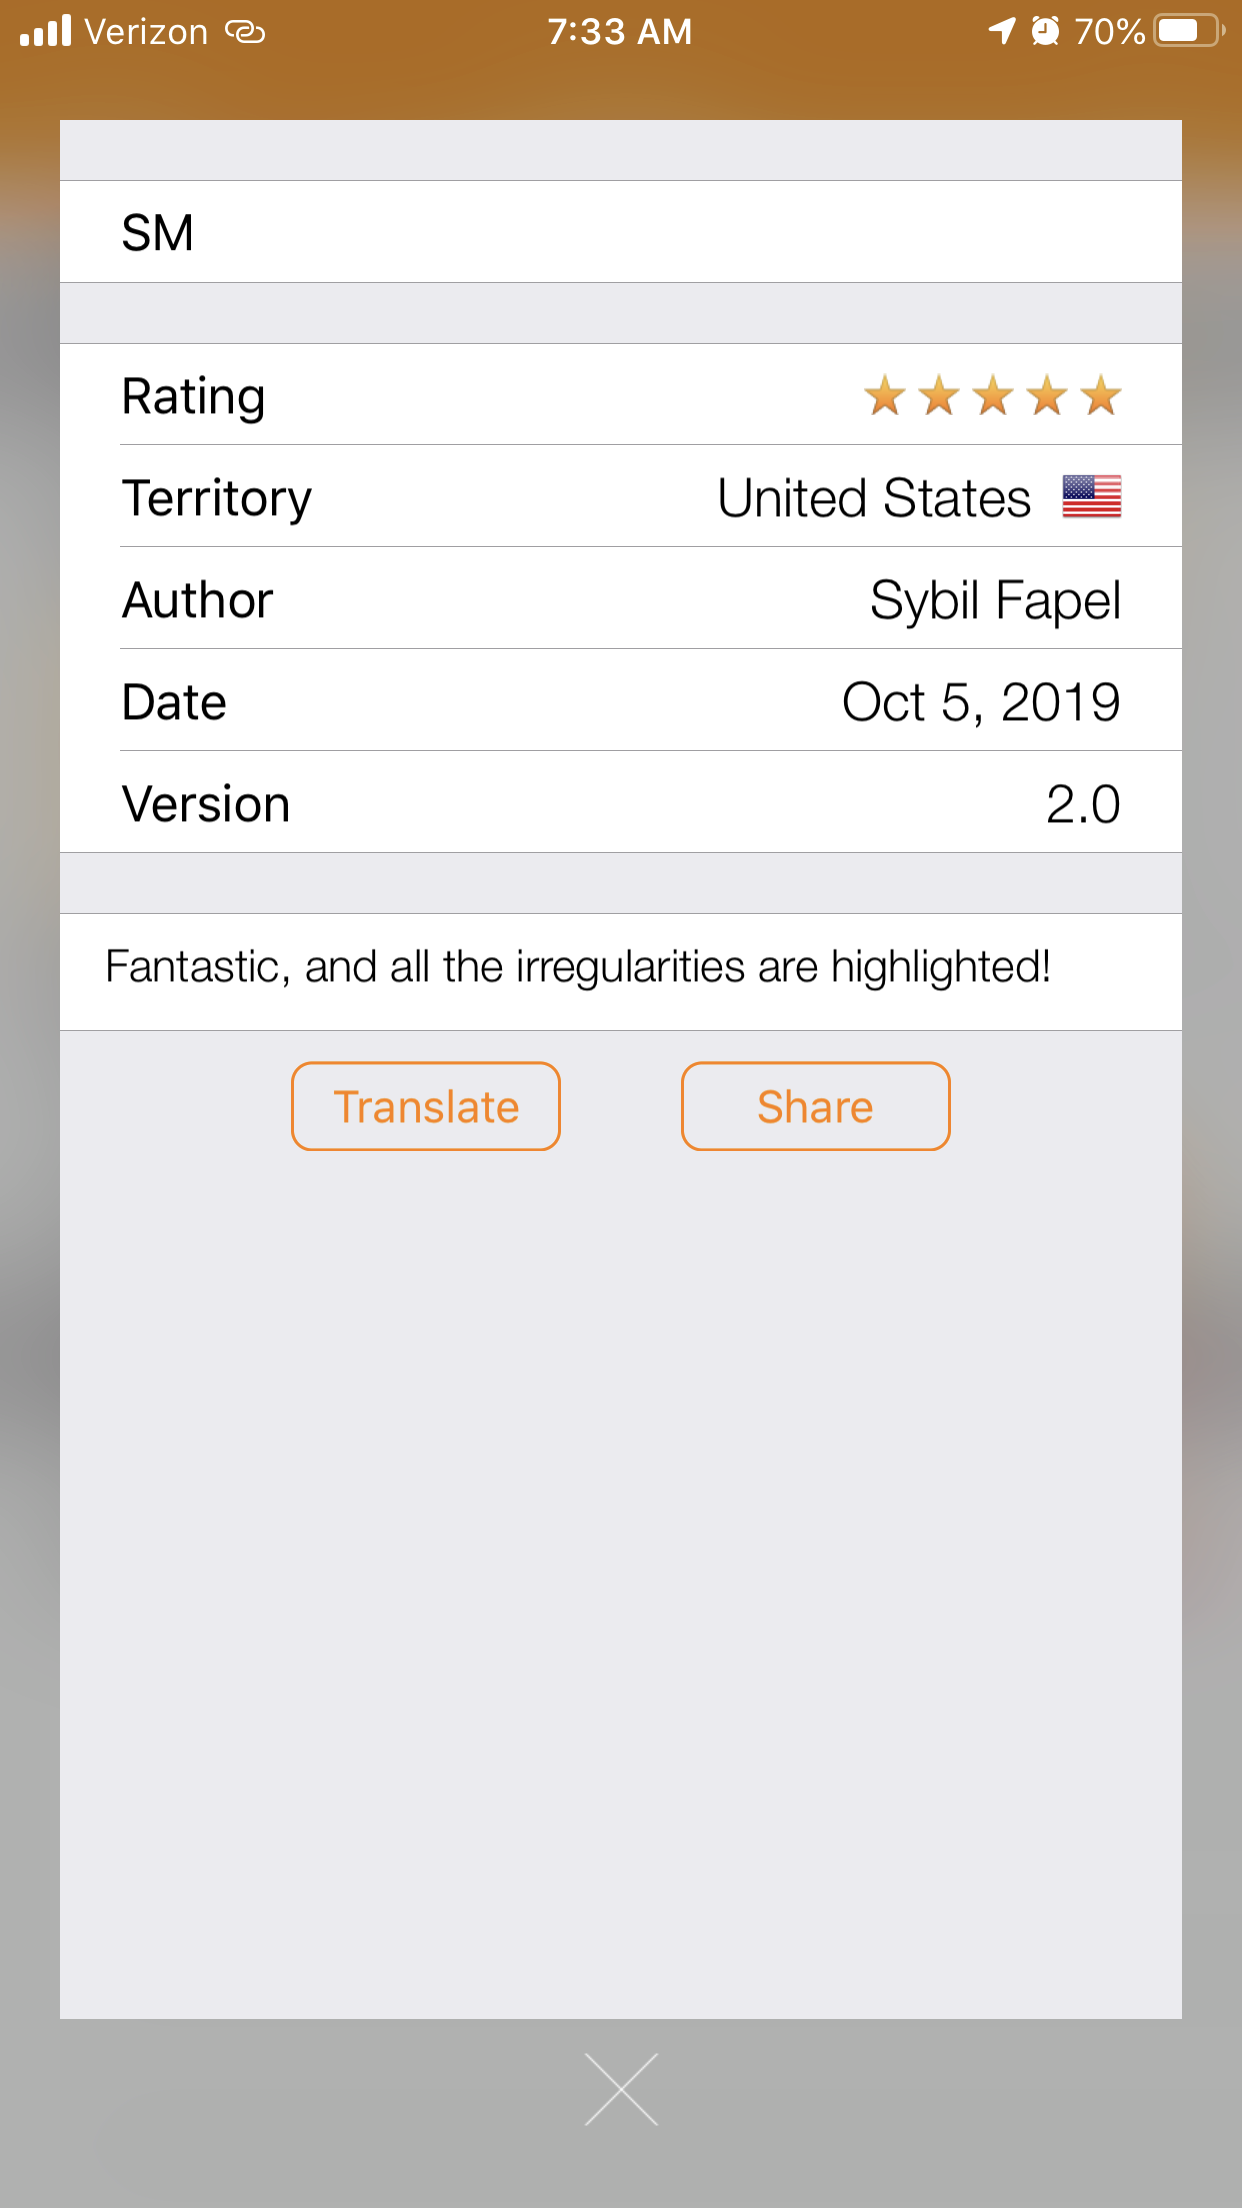 Verizon 7:33 AM 70%
SM
Rating
Territory United States
Author Sybil Fapel
Date Oct 5, 2019
Version 2.0
Fantastic, and all the irregularities are highlighted!
Translate Share